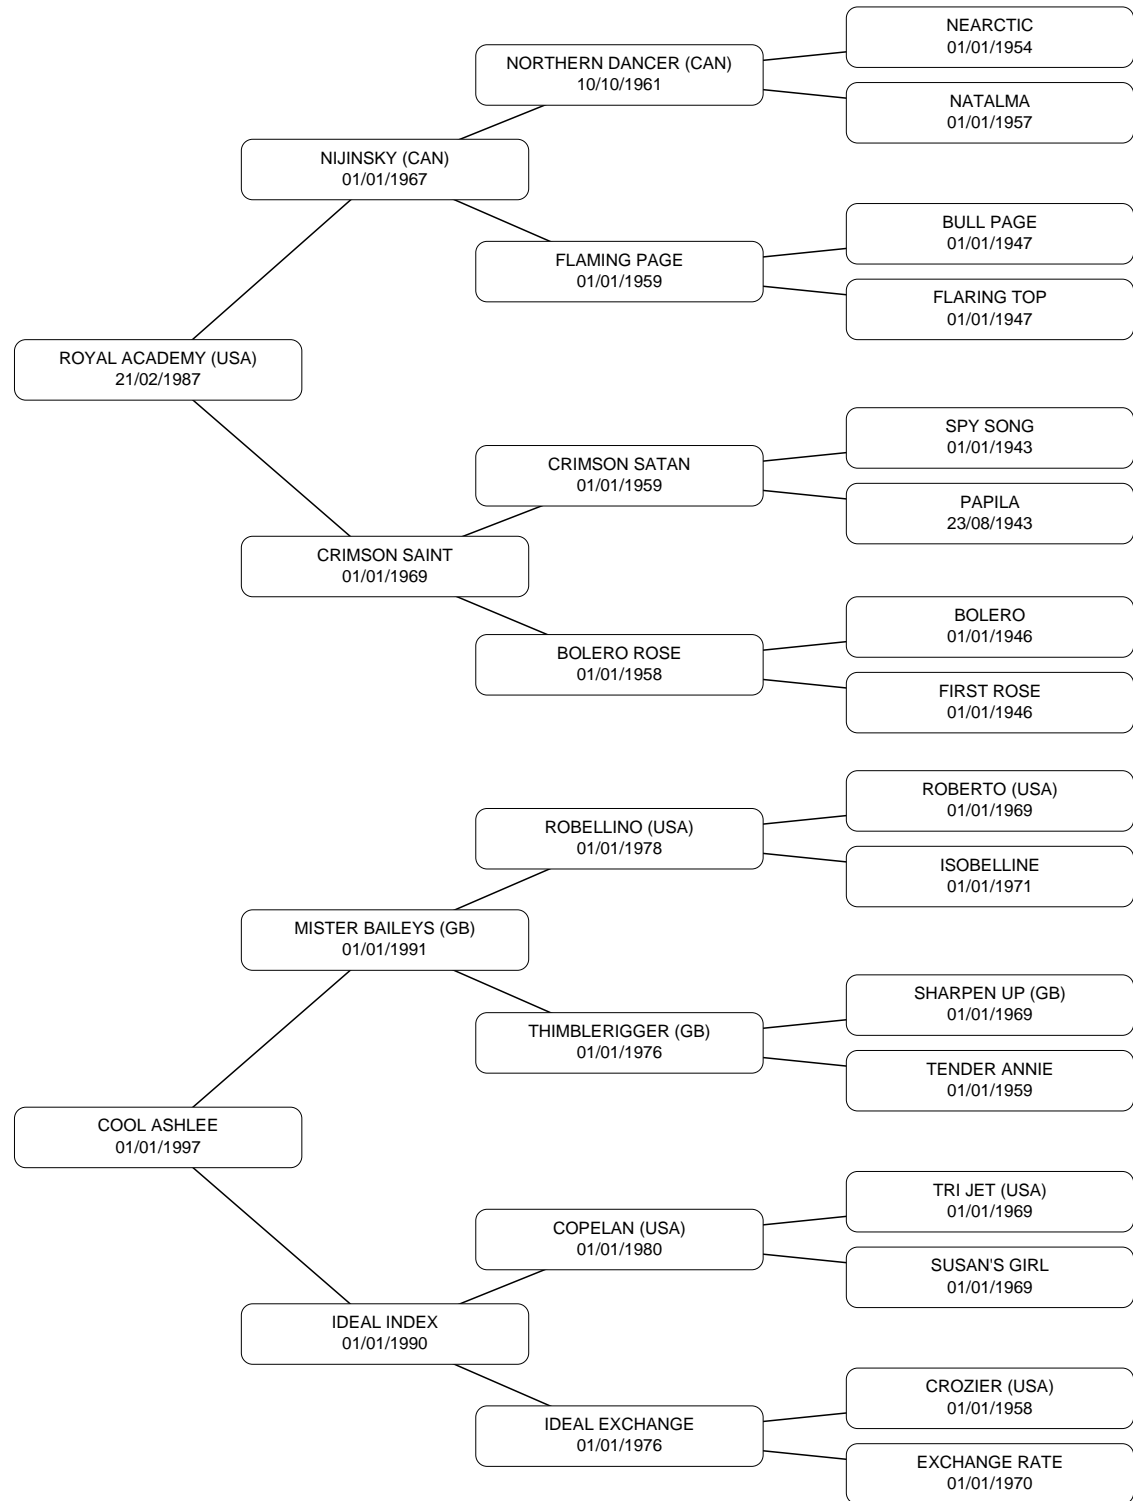 NEARCTIC
01/01/1954
NORTHERN DANCER (CAN)
10/10/1961
NATALMA
01/01/1957
NIJINSKY (CAN)
01/01/1967
BULL PAGE
01/01/1947
FLAMING PAGE
01/01/1959
FLARING TOP
01/01/1947
ROYAL ACADEMY (USA)
21/02/1987
SPY SONG
01/01/1943
CRIMSON SATAN
01/01/1959
PAPILA
23/08/1943
CRIMSON SAINT
01/01/1969
BOLERO
01/01/1946
BOLERO ROSE
01/01/1958
FIRST ROSE
01/01/1946
ROBERTO (USA)
01/01/1969
ROBELLINO (USA)
01/01/1978
ISOBELLINE
01/01/1971
MISTER BAILEYS (GB)
01/01/1991
SHARPEN UP (GB)
01/01/1969
THIMBLERIGGER (GB)
01/01/1976
TENDER ANNIE
01/01/1959
COOL ASHLEE
01/01/1997
TRI JET (USA)
01/01/1969
COPELAN (USA)
01/01/1980
SUSAN'S GIRL
01/01/1969
IDEAL INDEX
01/01/1990
CROZIER (USA)
01/01/1958
IDEAL EXCHANGE
01/01/1976
EXCHANGE RATE
01/01/1970